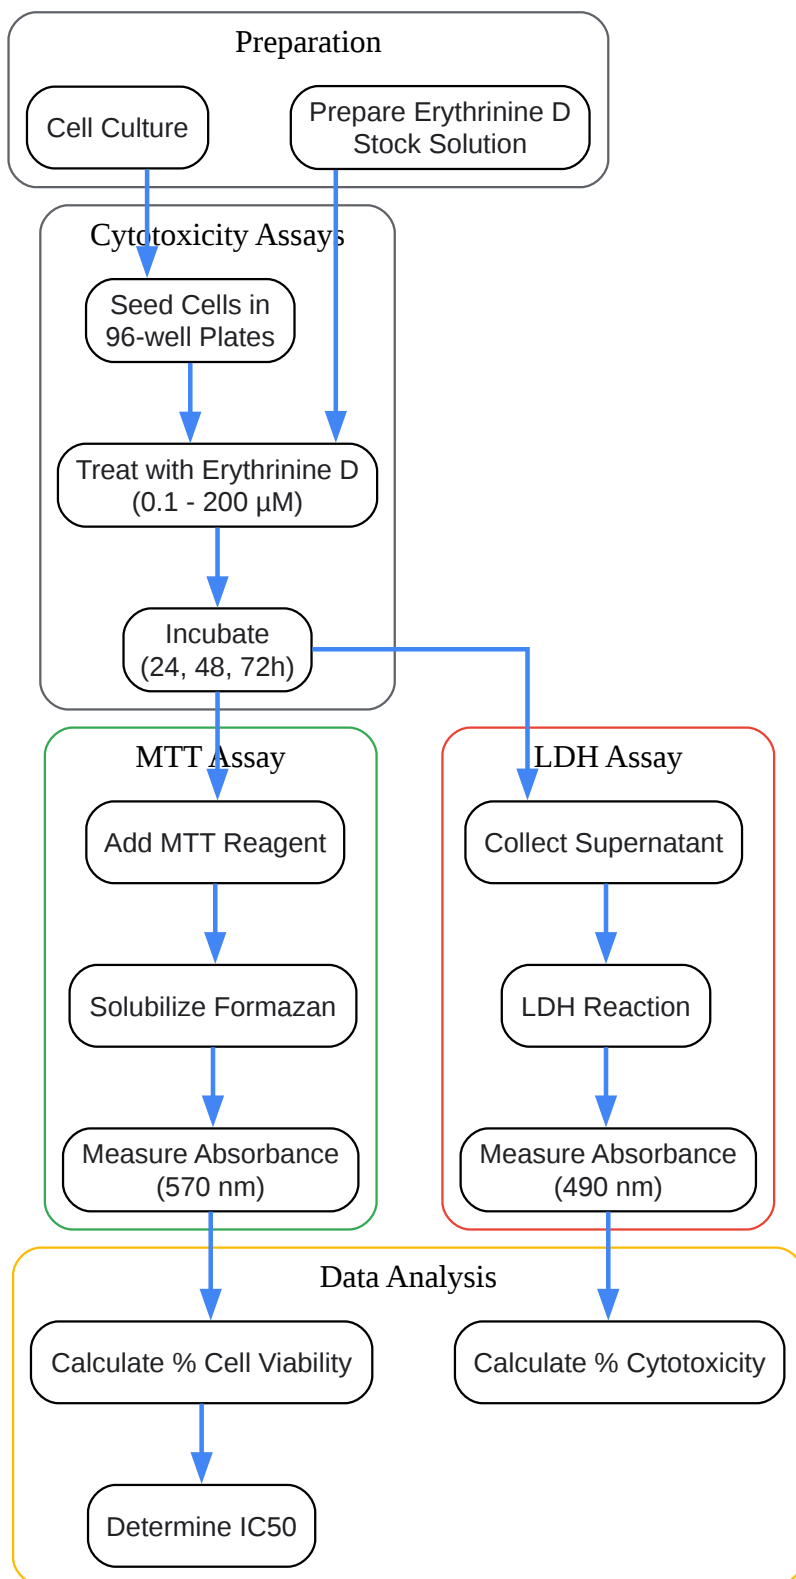 Preparation
Cell Culture
Prepare Erythrinine D
Stock Solution
Cytotoxicity Assays
Seed Cells in
96-well Plates
Treat with Erythrinine D
(0.1 - 200 µM)
Incubate
(24, 48, 72h)
MTT Assay
Add MTT Reagent
Solubilize Formazan
Measure Absorbance
(570 nm)
LDH Assay
Collect Supernatant
LDH Reaction
Measure Absorbance
(490 nm)
Data Analysis
Calculate % Cell Viability
Calculate % Cytotoxicity
Determine IC50